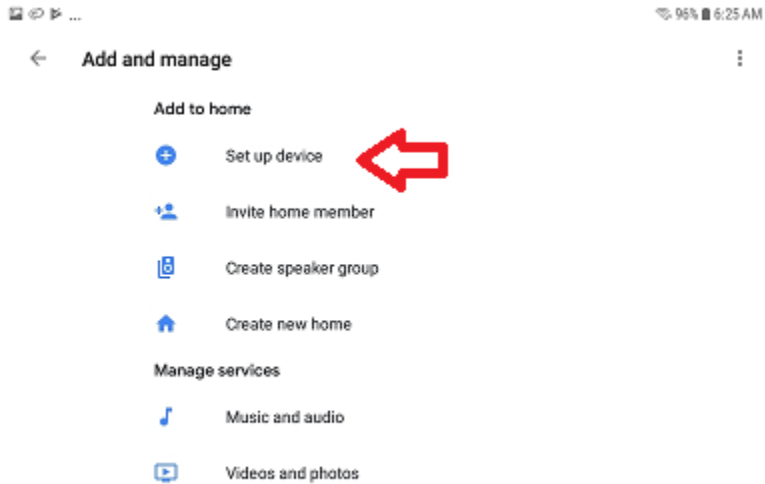 ... 96% 6:25 AM
Add and manage
Add to home
Set up device
Invite home member
Create speaker group
Create new home
Manage services
Music and audio
Videos and photos